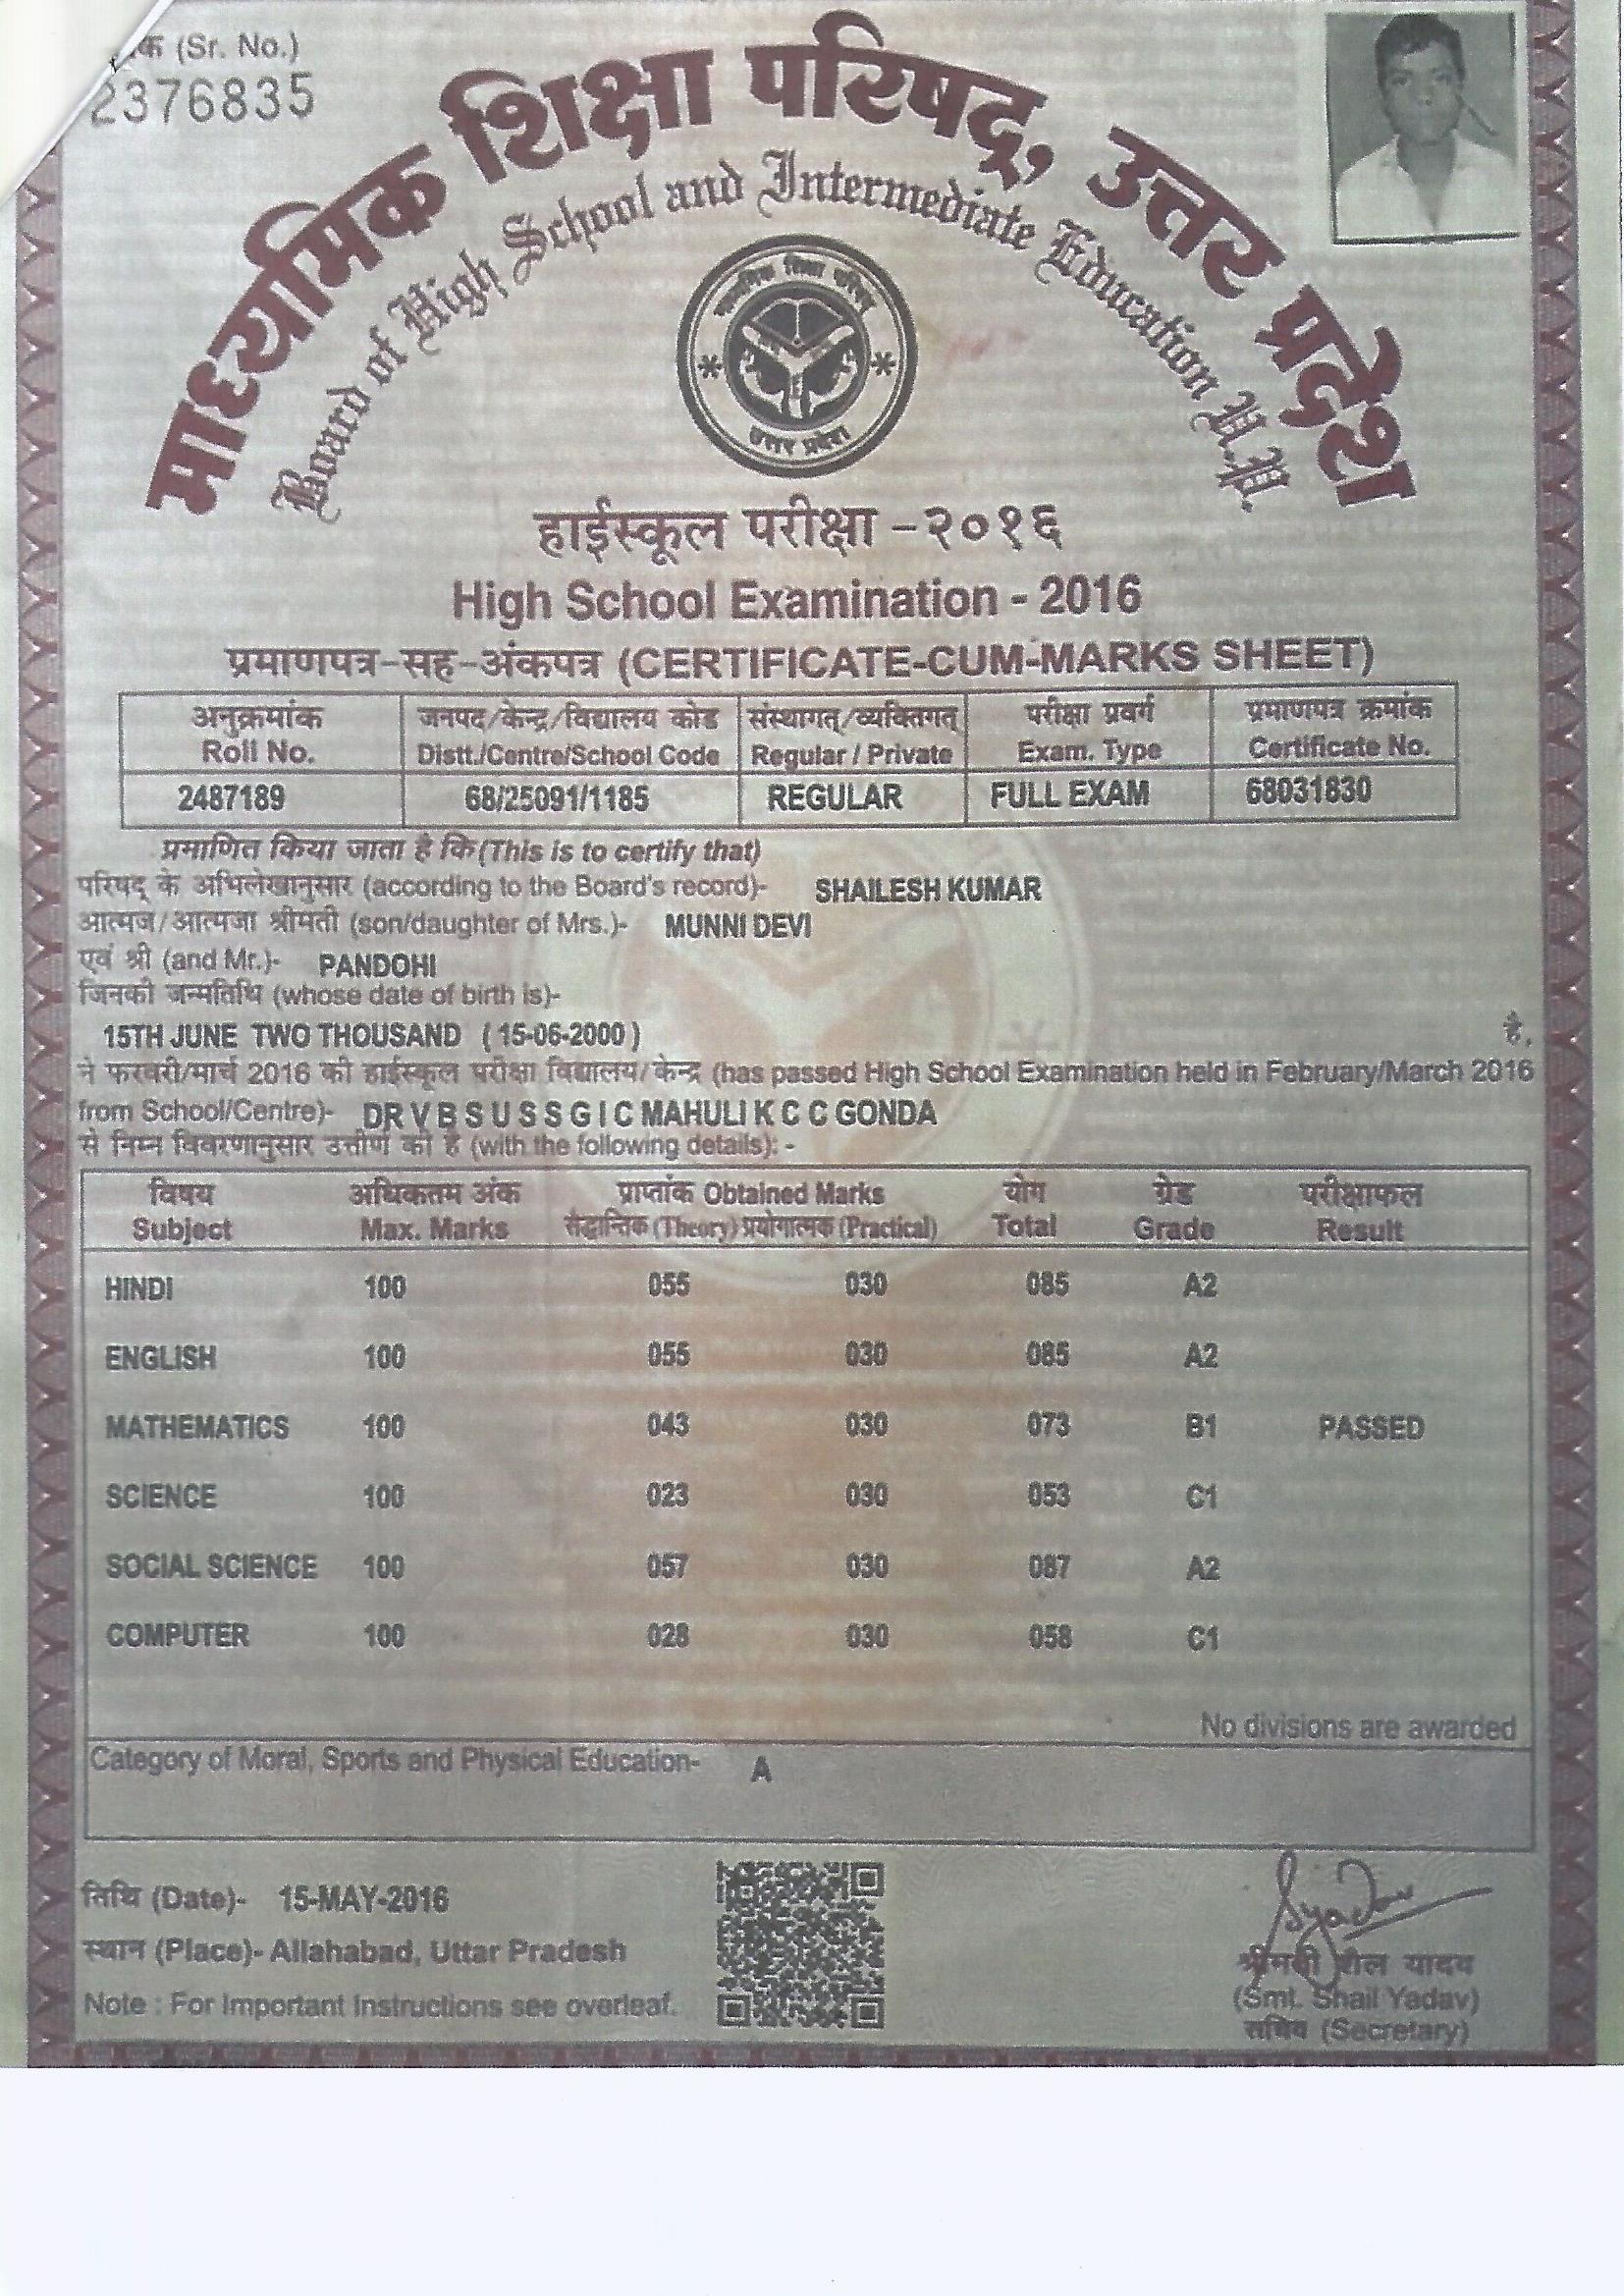 क (Sr. No.)
2376835
माध्यमिक शिक्षा परिषद्, उत्तर प्रदेश
Board of High School and Intermediate Education U.P.
माध्यमिक शिक्षा परिषद्
उत्तर प्रदेश
हाईस्कूल परीक्षा -२०१६
High School Examination - 2016
प्रमाणपत्र-सह-अंकपत्र (CERTIFICATE-CUM-MARKS SHEET)
अनुक्रमांक जनपद/केन्द्र/विद्यालय कोड संस्थागत्/व्यक्तिगत् परीक्षा प्रवर्ग प्रमाणपत्र क्रमांक
Roll No. Distt./Centre/School Code Regular / Private Exam. Type Certificate No.
2487189 68/25091/1185 REGULAR FULL EXAM 68031830
प्रमाणित किया जाता है कि (This is to certify that)
परिषद् के अभिलेखानुसार (according to the Board's record)- SHAILESH KUMAR
आत्मज/आत्मजा श्रीमती (son/daughter of Mrs.)- MUNNI DEVI
एवं श्री (and Mr.)- PANDOHI
जिनकी जन्मतिथि (whose date of birth is)-
15TH JUNE TWO THOUSAND ( 15-06-2000 ) है,
ने फरवरी/मार्च 2016 की हाईस्कूल परीक्षा विद्यालय/केन्द्र (has passed High School Examination held in February/March 2016
from School/Centre)- DR V B S U S S G I C MAHULI K C C GONDA
से निम्न विवरणानुसार उत्तीर्ण की है (with the following details): -
विषय अधिकतम अंक प्राप्तांक Obtained Marks योग ग्रेड परीक्षाफल
Subject Max. Marks सैद्धान्तिक (Theory) प्रयोगात्मक (Practical) Total Grade Result
HINDI 100 055 030 085 A2
ENGLISH 100 055 030 085 A2
MATHEMATICS 100 043 030 073 B1 PASSED
SCIENCE 100 023 030 053 C1
SOCIAL SCIENCE 100 057 030 087 A2
COMPUTER 100 028 030 058 C1
No divisions are awarded
Category of Moral, Sports and Physical Education- A
तिथि (Date)- 15-MAY-2016
स्थान (Place)- Allahabad, Uttar Pradesh
Note : For Important Instructions see overleaf.
Syadav
श्रीमती शैल यादव
(Smt. Shail Yadav)
सचिव (Secretary)